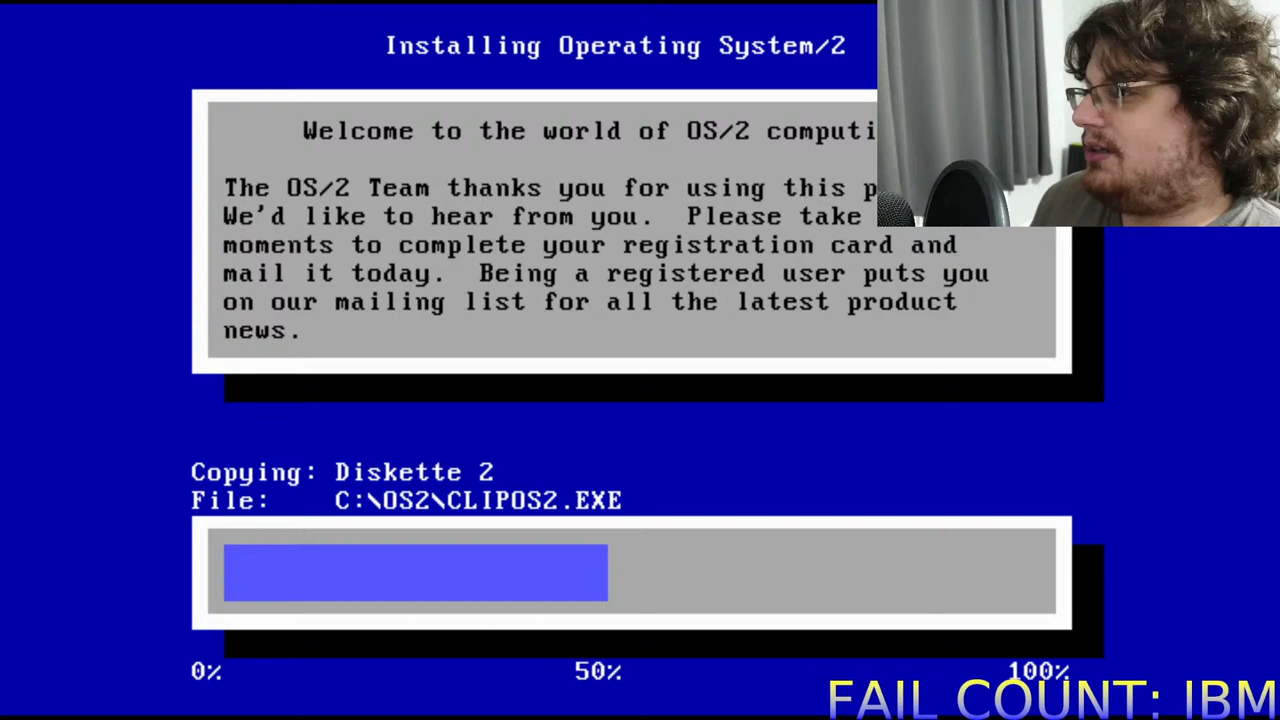 Installing Operating System/2
Welcome to the world of OS/2 computi
The OS/2 Team thanks you for using this p
We'd like to hear from you.  Please take
moments to complete your registration card and
mail it today.  Being a registered user puts you
on our mailing list for all the latest product
news.
Copying: Diskette 2
File:    C:\OS2\CLIPOS2.EXE
0% 50% 100%
FAIL COUNT: IBM